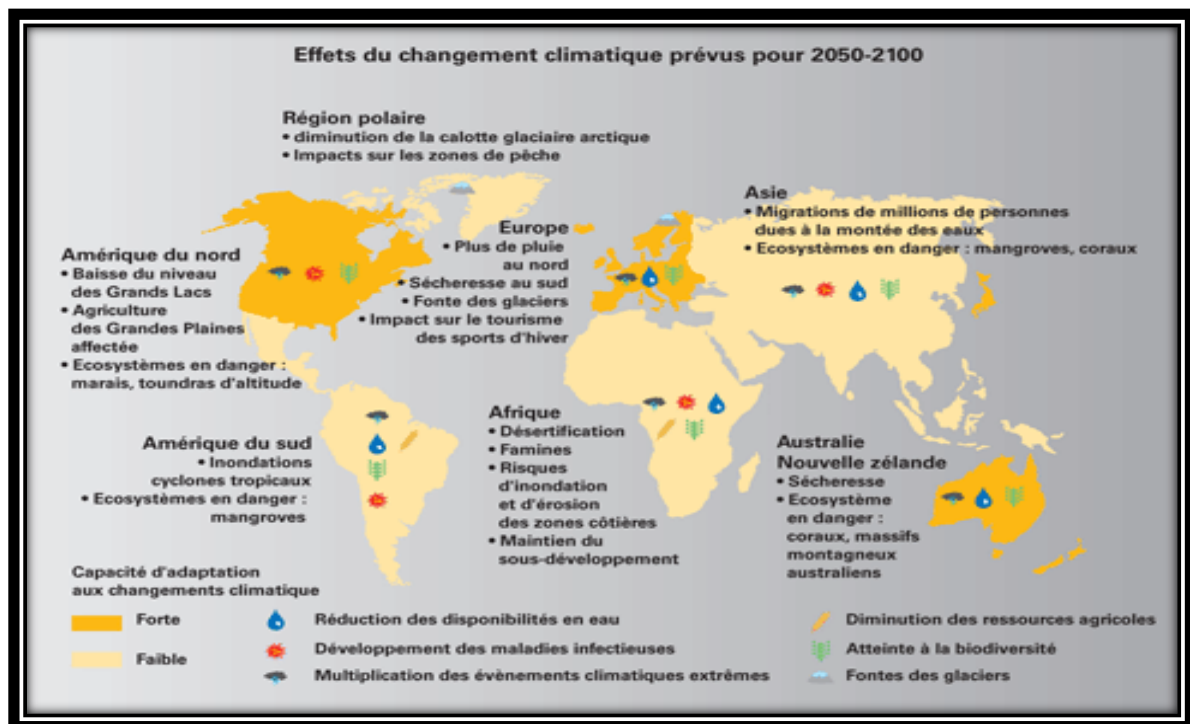 Effets du changement climatique prévus pour 2050-2100
Région polaire
• diminution de la calotte glaciaire arctique
• Impacts sur les zones de pêche
Asie
• Migrations de millions de personnes
dues à la montée des eaux
• Ecosystèmes en danger : mangroves, coraux
Europe
• Plus de pluie
au nord
• Sécheresse au sud
• Fonte des glaciers
• Impact sur le tourisme
des sports d'hiver
Amérique du nord
• Baisse du niveau
des Grands Lacs
• Agriculture
des Grandes Plaines
affectée
• Ecosystèmes en danger :
marais, toundras d'altitude
Amérique du sud
• Inondations
cyclones tropicaux
• Ecosystèmes en danger :
mangroves
Afrique
• Désertification
• Famines
• Risques
d'inondation
et d'érosion
des zones côtières
• Maintien du
sous-développement
Australie
Nouvelle zélande
• Sécheresse
• Ecosystème
en danger :
coraux, massifs
montagneux
australiens
Capacité d'adaptation
aux changements climatique
Forte
Faible
Réduction des disponibilités en eau
Développement des maladies infectieuses
Multiplication des évènements climatiques extrêmes
Diminution des ressources agricoles
Atteinte à la biodiversité
Fontes des glaciers